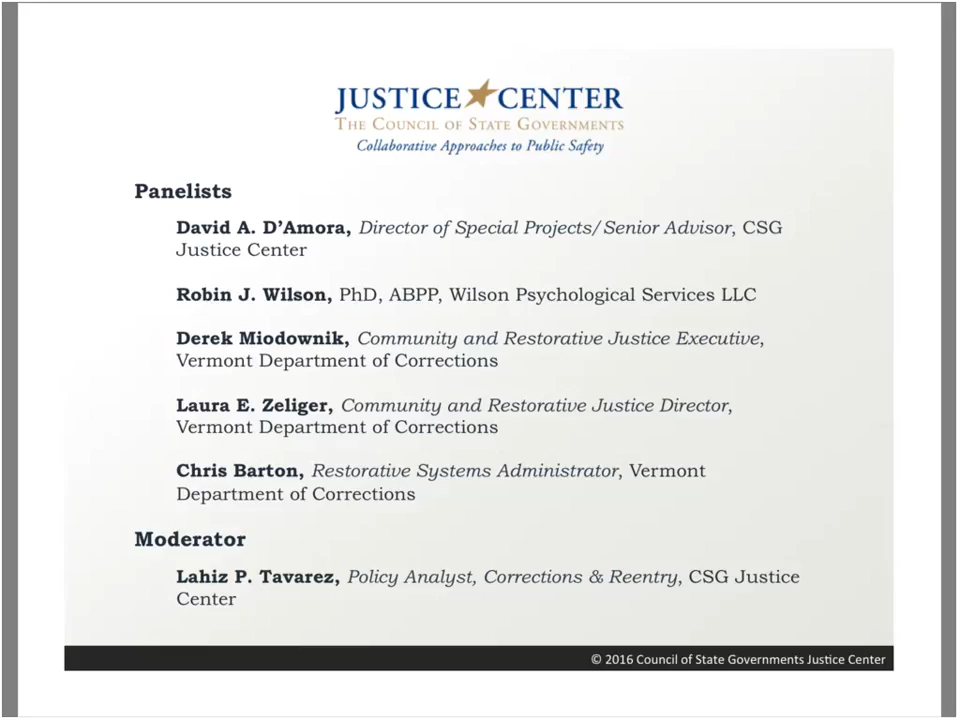 JUSTICE CENTER
THE COUNCIL OF STATE GOVERNMENTS
Collaborative Approaches to Public Safety
Panelists
David A. D’Amora, Director of Special Projects/Senior Advisor, CSG
Justice Center
Robin J. Wilson, PhD, ABPP, Wilson Psychological Services LLC
Derek Miodownik, Community and Restorative Justice Executive,
Vermont Department of Corrections
Laura E. Zeliger, Community and Restorative Justice Director,
Vermont Department of Corrections
Chris Barton, Restorative Systems Administrator, Vermont
Department of Corrections
Moderator
Lahiz P. Tavarez, Policy Analyst, Corrections & Reentry, CSG Justice
Center
© 2016 Council of State Governments Justice Center